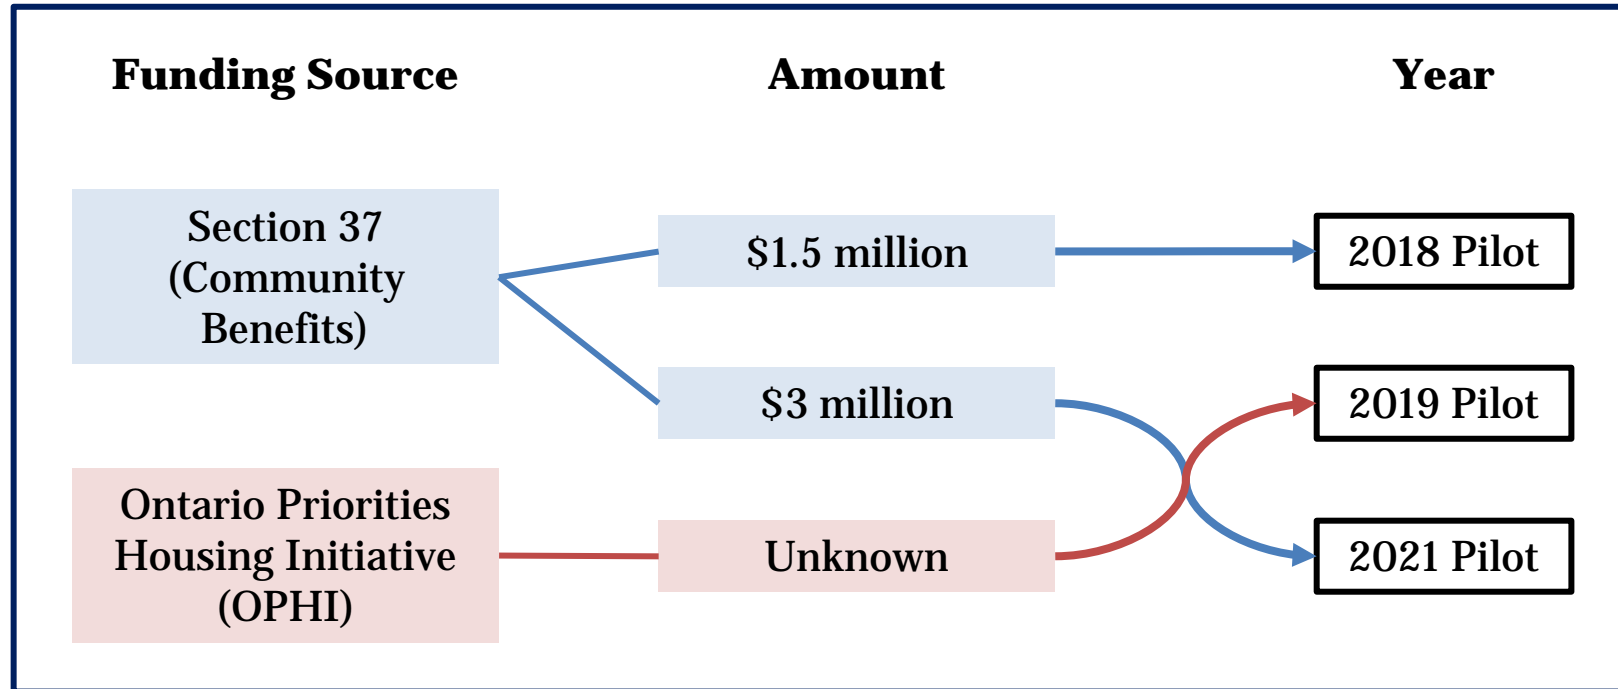 Funding Source
Amount
Year
Section 37
(Community
Benefits)
$1.5 million
2018 Pilot
$3 million
2019 Pilot
Ontario Priorities
Housing Initiative
(OPHI)
Unknown
2021 Pilot